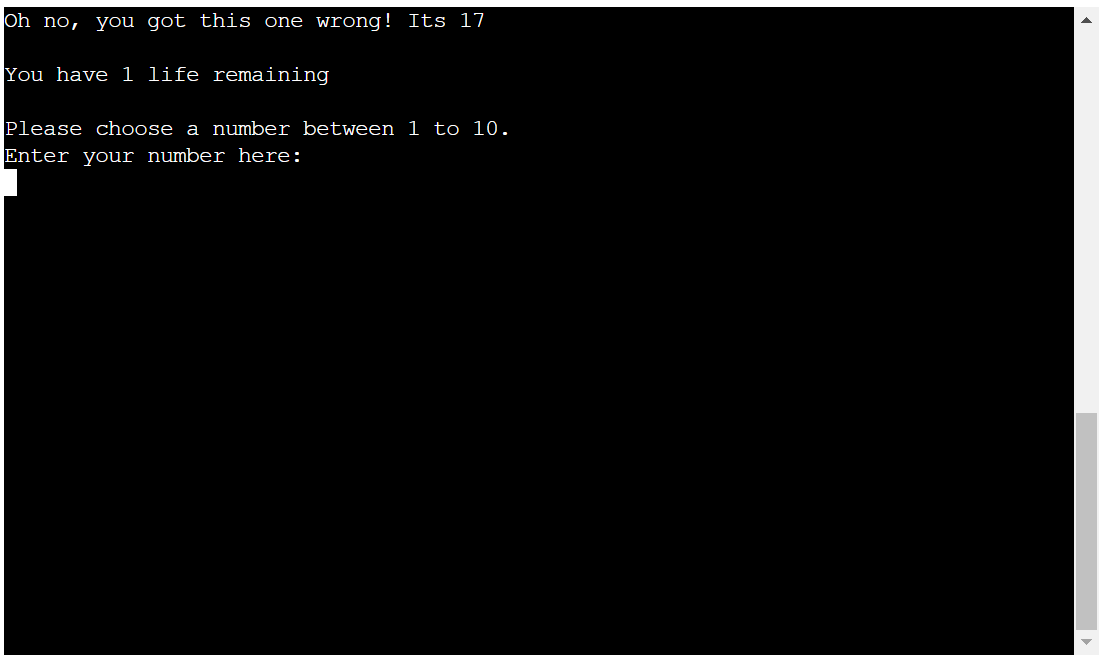 Oh no, you got this one wrong! Its 17
You have 1 life remaining
Please choose a number between 1 to 10.
Enter your number here: